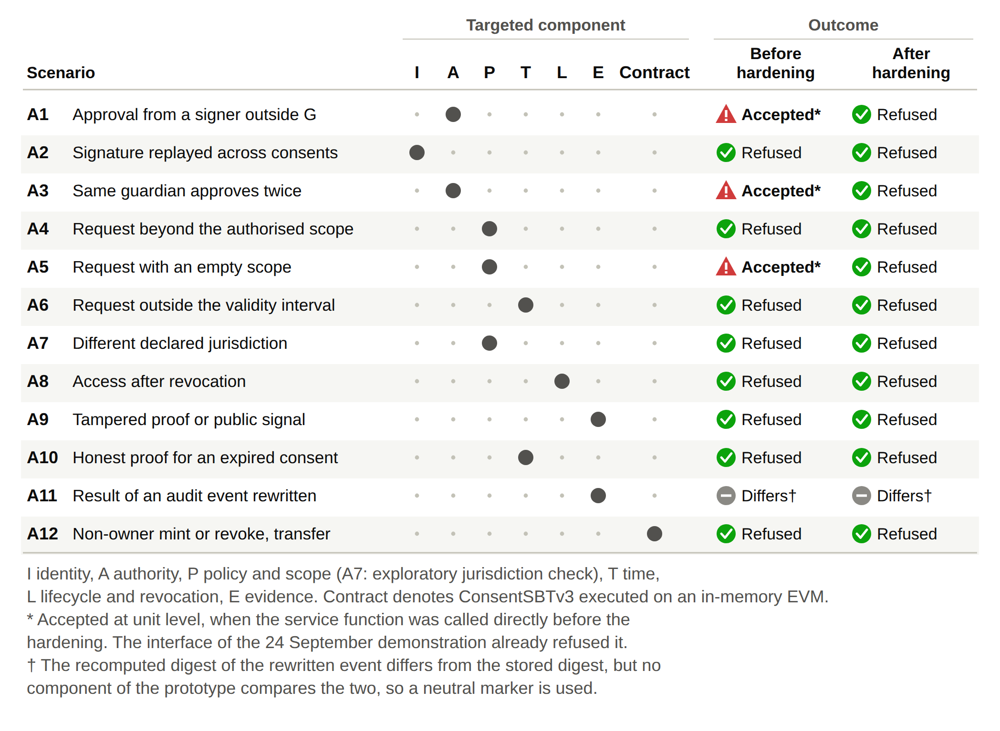 Targeted component Outcome
Scenario I A P T L E Contract Before hardening After hardening
A1 Approval from a signer outside G Accepted* Refused
A2 Signature replayed across consents Refused Refused
A3 Same guardian approves twice Accepted* Refused
A4 Request beyond the authorised scope Refused Refused
A5 Request with an empty scope Accepted* Refused
A6 Request outside the validity interval Refused Refused
A7 Different declared jurisdiction Refused Refused
A8 Access after revocation Refused Refused
A9 Tampered proof or public signal Refused Refused
A10 Honest proof for an expired consent Refused Refused
A11 Result of an audit event rewritten Differs† Differs†
A12 Non-owner mint or revoke, transfer Refused Refused
I identity, A authority, P policy and scope (A7: exploratory jurisdiction check), T time,
L lifecycle and revocation, E evidence. Contract denotes ConsentSBTv3 executed on an in-memory EVM.
* Accepted at unit level, when the service function was called directly before the
hardening. The interface of the 24 September demonstration already refused it.
† The recomputed digest of the rewritten event differs from the stored digest, but no
component of the prototype compares the two, so a neutral marker is used.